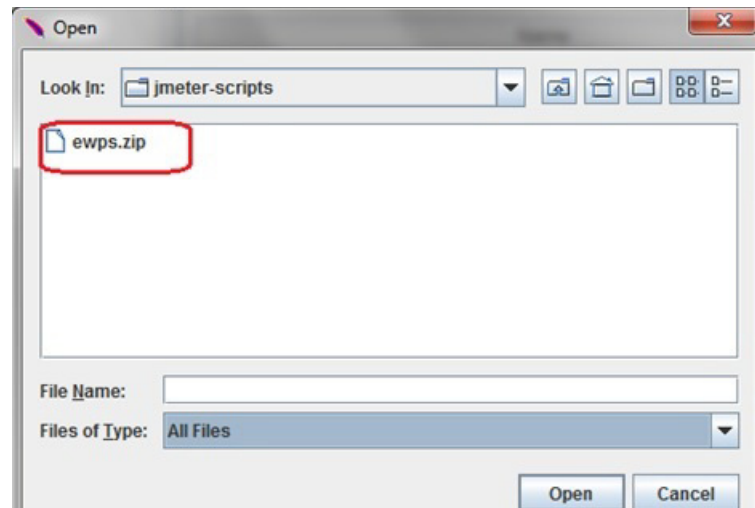 Open
Look In: jmeter-scripts
ewps.zip
File Name:
Files of Type: All Files
Open Cancel